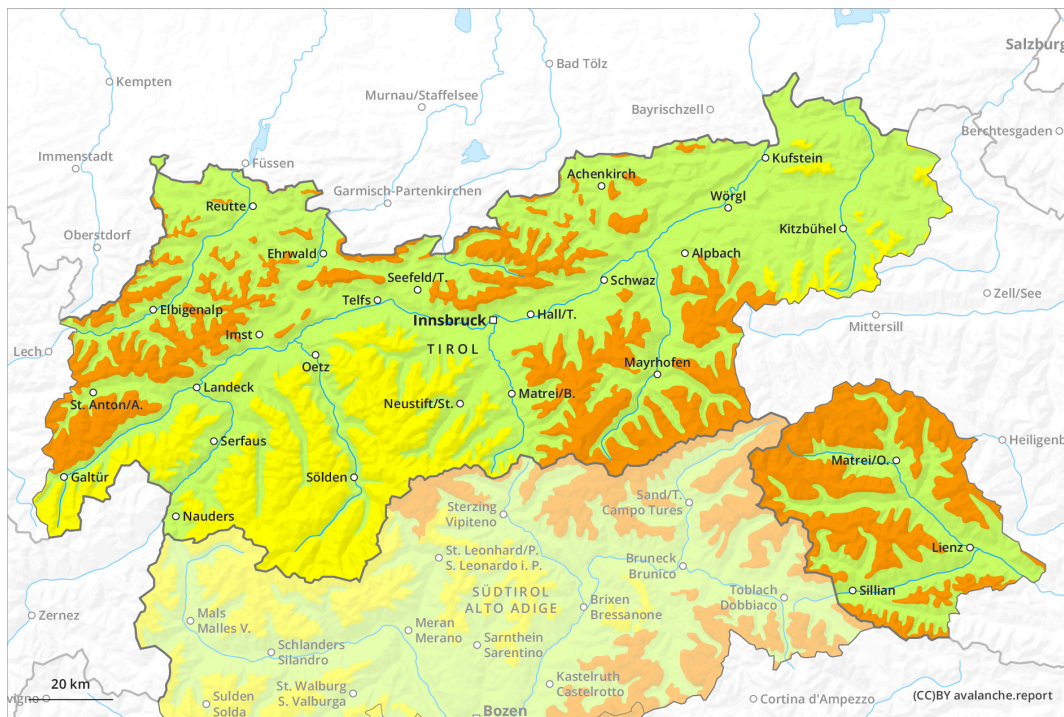 Salzburg
Kempten
Bad Tölz
Murnau/Staffelsee
Bayrischzell
Berchtesgaden
Immenstadt
Füssen
Kufstein
Achenkirch
Garmisch-Partenkirchen
Reutte
Wörgl
Oberstdorf
Kitzbühel
Ehrwald
Alpbach
Seefeld/T.
Schwaz
Zell/See
Telfs
Elbigenalp
Innsbruck
Hall/T.
Mittersill
Imst
Lech
TIROL
Oetz
Mayrhofen
Landeck
St. Anton/A.
Neustift/St.
Matrei/B.
Serfaus
Heiligenb
Matrei/O.
Galtür
Sölden
Sand/T.
Campo Tures
Sterzing
Vipiteno
Nauders
Lienz
St. Leonhard/P.
S. Leonardo i. P.
Bruneck
Brunico
SÜDTIROL
ALTO ADIGE
Toblach
Dobbiaco
Sillian
Brixen
Bressanone
Zernez
Mals
Malles V.
Meran
Merano
Sarnthein
Sarentino
Schlanders
Silandro
Kastelruth
Castelrotto
20 km
St. Walburg
S. Valburga
vigno
Sulden
Solda
Cortina d'Ampezzo
(CC)BY avalanche.report
Bozen